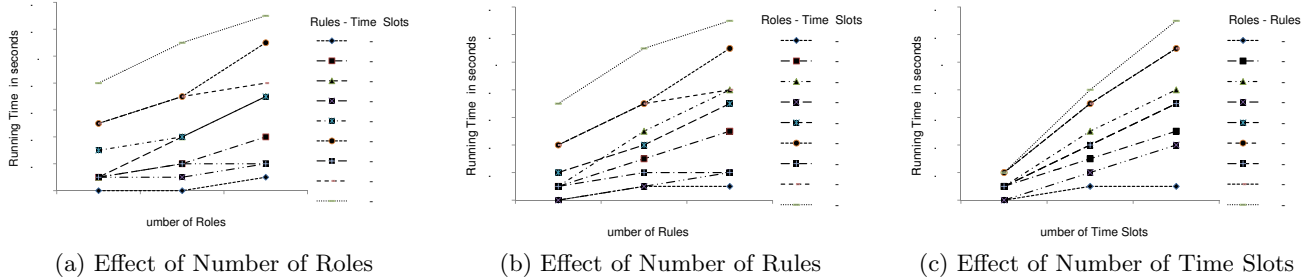 Rules - Time Slots
Running Time in seconds
umber of Roles
(a) Effect of Number of Roles
Roles - Time Slots
Running Time in seconds
umber of Rules
(b) Effect of Number of Rules
Roles - Rules
Running Time in seconds
umber of Time Slots
(c) Effect of Number of Time Slots